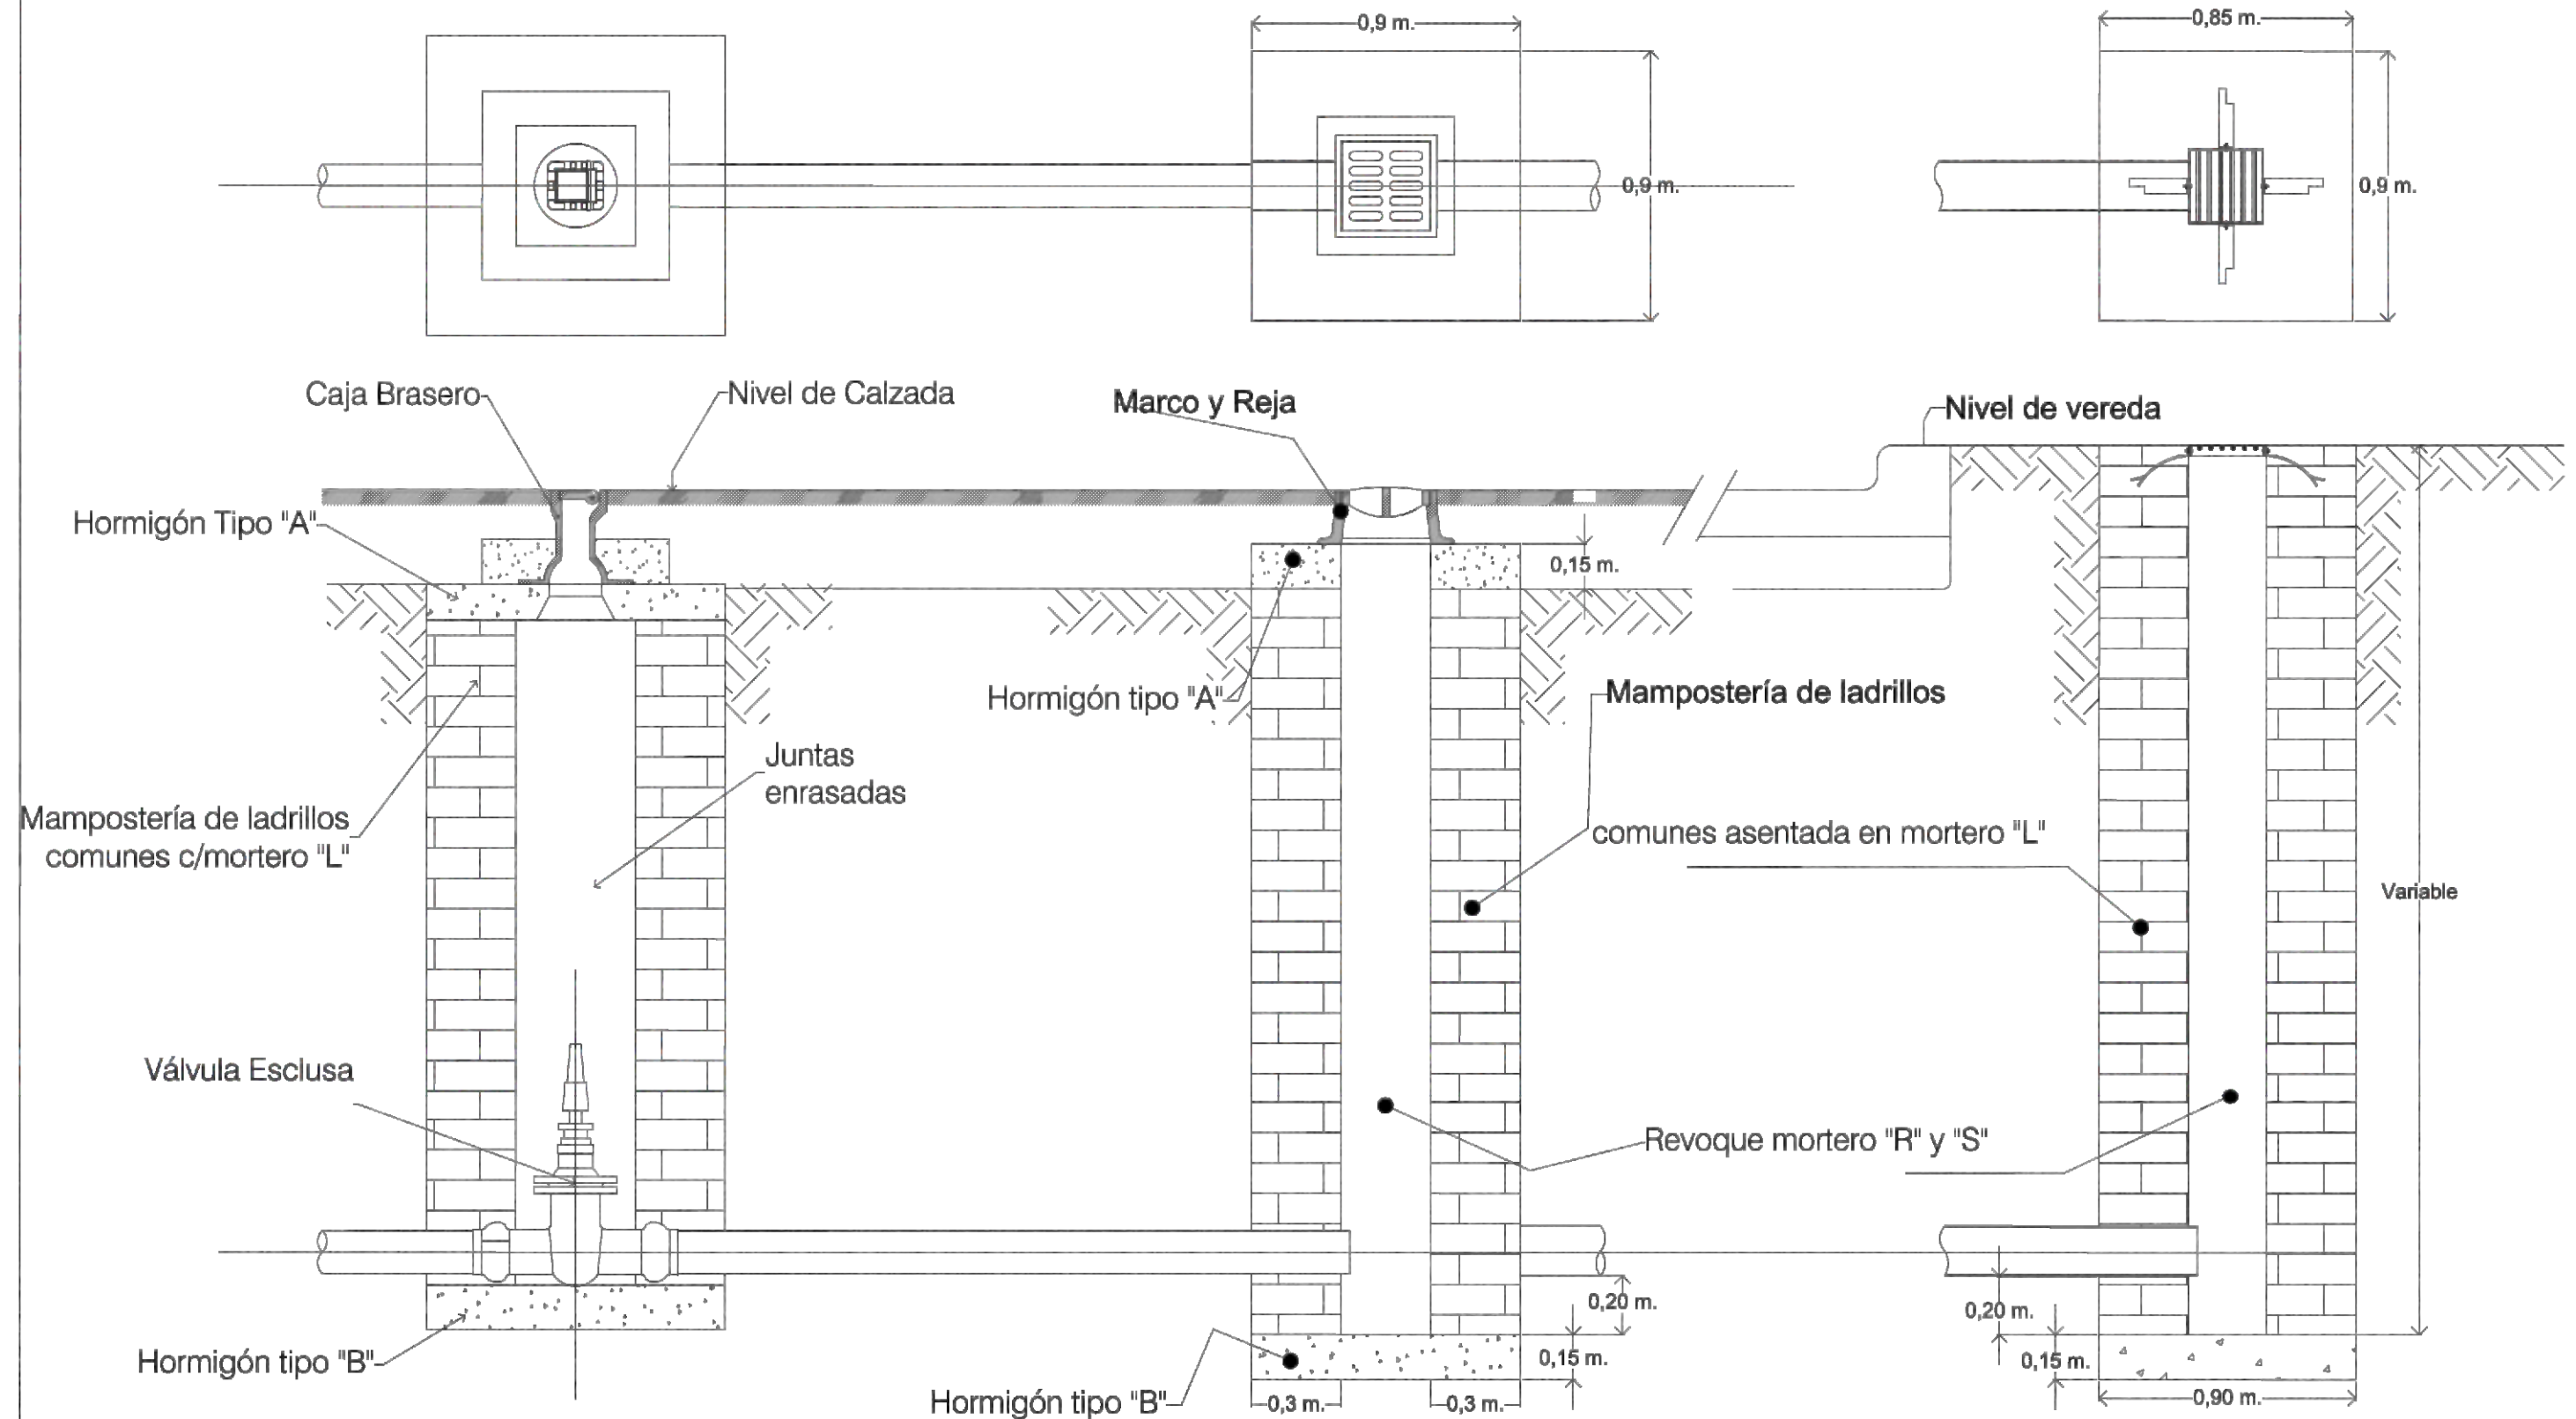 0,9 m.
0,85 m.
0,9 m.
0,9 m.
Caja Brasero
Nivel de Calzada
Marco y Reja
Nivel de vereda
Hormigón Tipo "A"
0,15 m.
Hormigón tipo "A"
Mampostería de ladrillos
Juntas
enrasadas
Mampostería de ladrillos
comunes c/mortero "L"
comunes asentada en mortero "L"
Variable
Válvula Esclusa
Revoque mortero "R" y "S"
0,20 m.
0,20 m.
Hormigón tipo "B"
0,15 m.
0,15 m.
Hormigón tipo "B"
0,3 m.
0,3 m.
0,90 m.